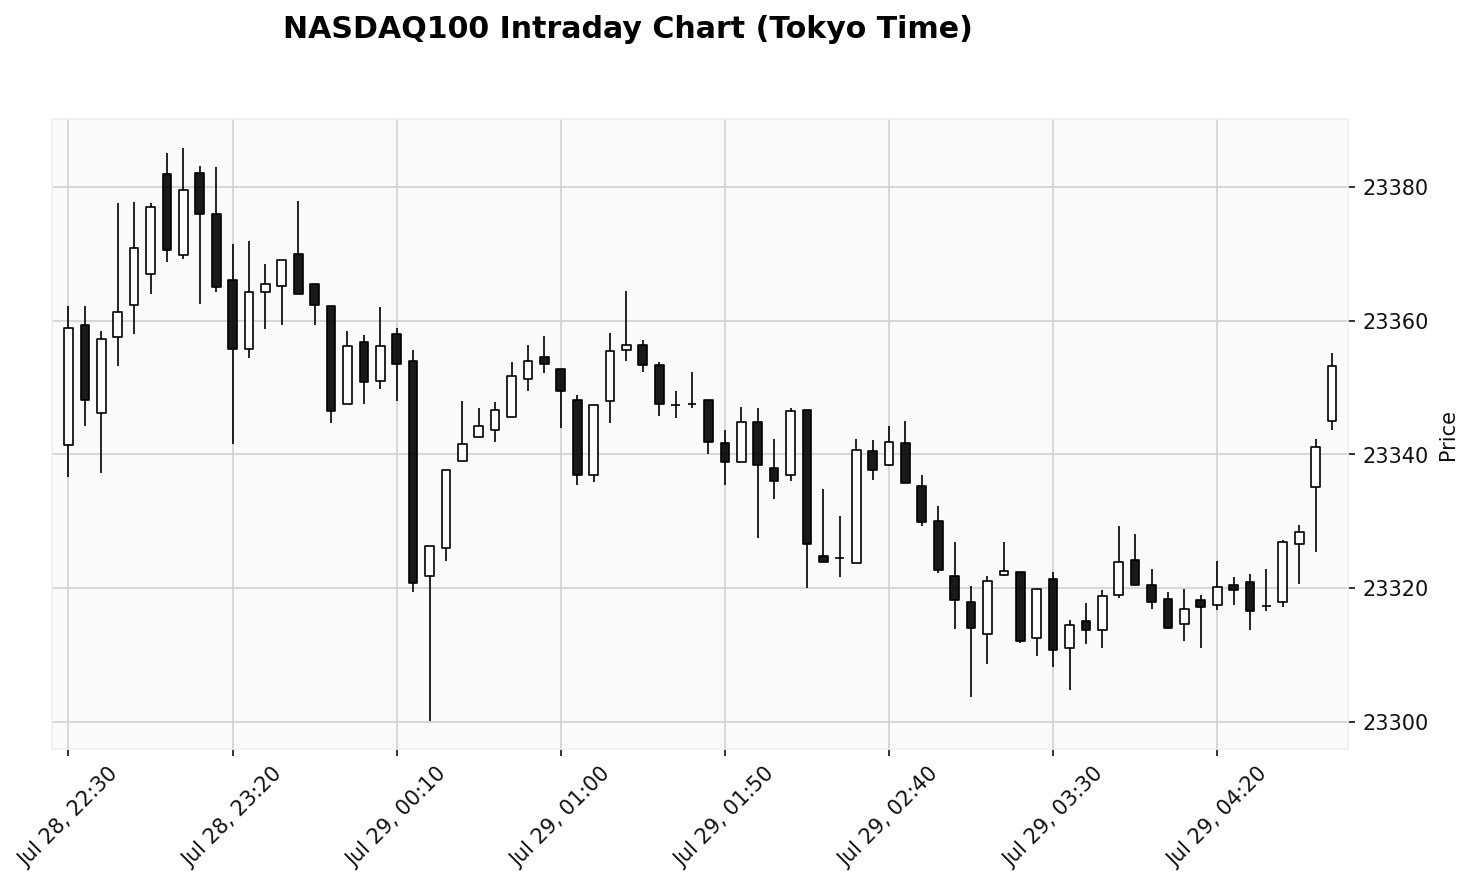 NASDAQ100 Intraday Chart (Tokyo Time)
23380
23360
23340
23320
23300
Price
Jul 28, 22:30
Jul 28, 23:20
Jul 29, 00:10
Jul 29, 01:00
Jul 29, 01:50
Jul 29, 02:40
Jul 29, 03:30
Jul 29, 04:20